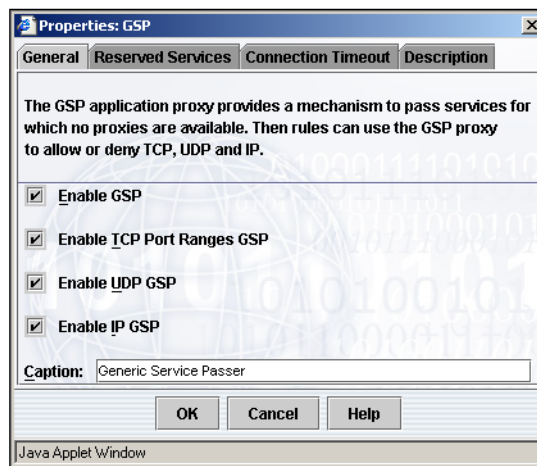 Properties: GSP
General Reserved Services Connection Timeout Description
The GSP application proxy provides a mechanism to pass services for
which no proxies are available. Then rules can use the GSP proxy
to allow or deny TCP, UDP and IP.
Enable GSP
Enable TCP Port Ranges GSP
Enable UDP GSP
Enable IP GSP
Caption: Generic Service Passer
OK Cancel Help
Java Applet Window